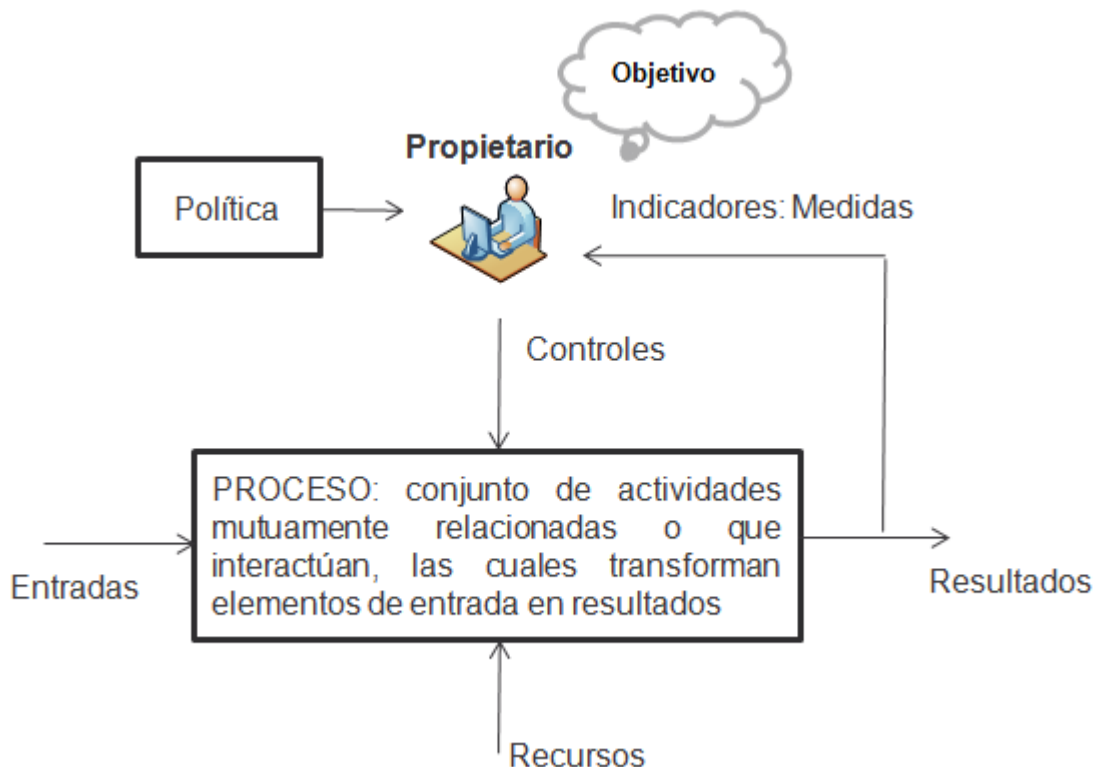 Objetivo
Propietario
Política
Indicadores: Medidas
Controles
PROCESO: conjunto de actividades
mutuamente relacionadas o que
interactúan, las cuales transforman
elementos de entrada en resultados
Entradas
Resultados
Recursos